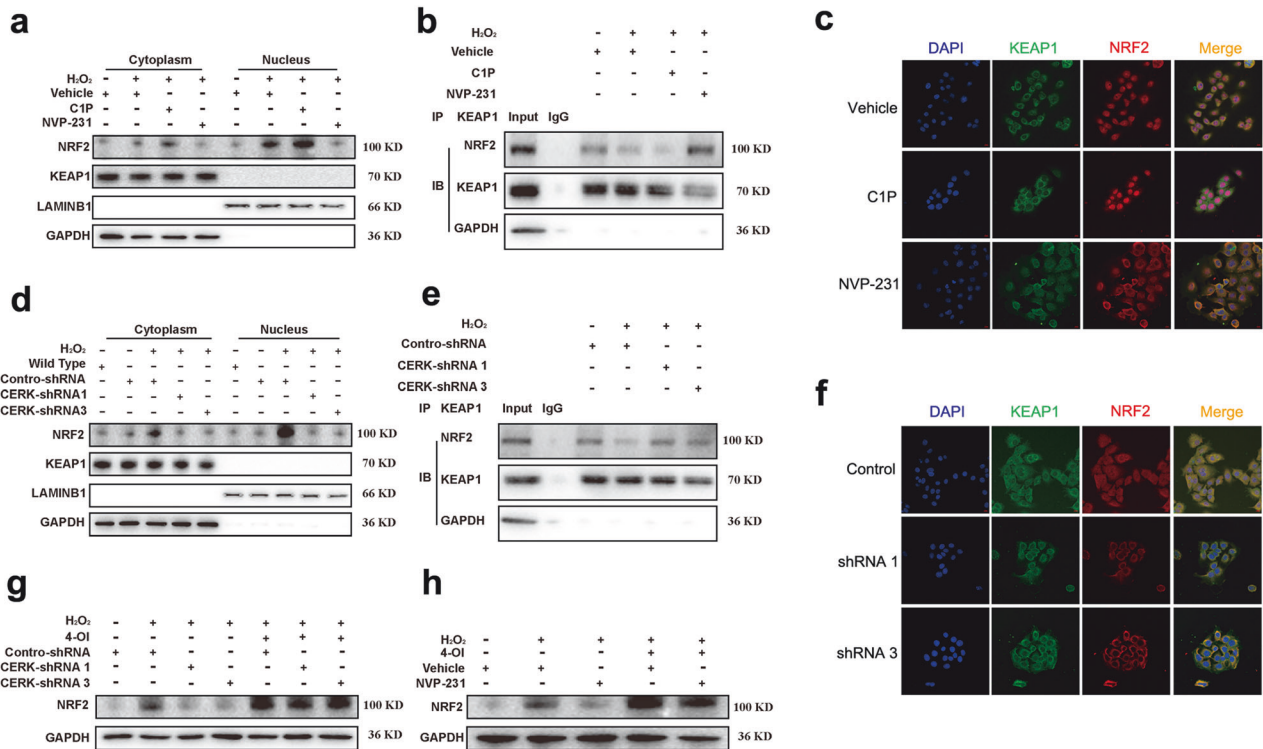 a
Cytoplasm Nucleus
H₂O₂ - + + + - + + +
Vehicle + + - - + + - -
C1P - - + - - - + -
NVP-231 - - - + - - - +
NRF2 100 KD
KEAP1 70 KD
LAMINB1 66 KD
GAPDH 36 KD
b
H₂O₂ - + + +
Vehicle + + - -
C1P - - + -
NVP-231 - - - +
IP KEAP1 Input IgG
NRF2 100 KD
IB KEAP1 70 KD
GAPDH 36 KD
c
DAPI KEAP1 NRF2 Merge
Vehicle
C1P
NVP-231
d
Cytoplasm Nucleus
H₂O₂ - - + + + - - + + +
Wild Type + - - - - + - - - -
Contro-shRNA - + + - - - + + - -
CERK-shRNA1 - - - + - - - - + -
CERK-shRNA3 - - - - + - - - - +
NRF2 100 KD
KEAP1 70 KD
LAMINB1 66 KD
GAPDH 36 KD
e
H₂O₂ - + + +
Contro-shRNA + + - -
CERK-shRNA 1 - - + -
CERK-shRNA 3 - - - +
IP KEAP1 Input IgG
NRF2 100 KD
IB KEAP1 70 KD
GAPDH 36 KD
f
DAPI KEAP1 NRF2 Merge
Control
shRNA 1
shRNA 3
g
H₂O₂ - + + + + + +
4-OI - - - - + + +
Contro-shRNA + + - - + - -
CERK-shRNA 1 - - + - - + -
CERK-shRNA 3 - - - + - - +
NRF2 100 KD
GAPDH 36 KD
h
H₂O₂ - + + + +
4-OI - - - + +
Vehicle + + - + -
NVP-231 - - + - +
NRF2 100 KD
GAPDH 36 KD